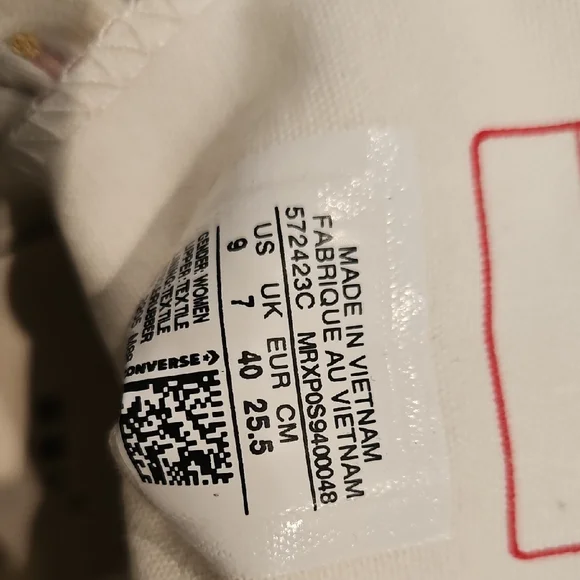 MADE IN VIETNAM
FABRIQUE AU VIETNAM
572423C MRXP0S9400048
US UK EUR CM
9 7 40 25.5
GENDER: WOMEN
UPPER: TEXTILE
TEXTILE
RUBBER
CONVERSE